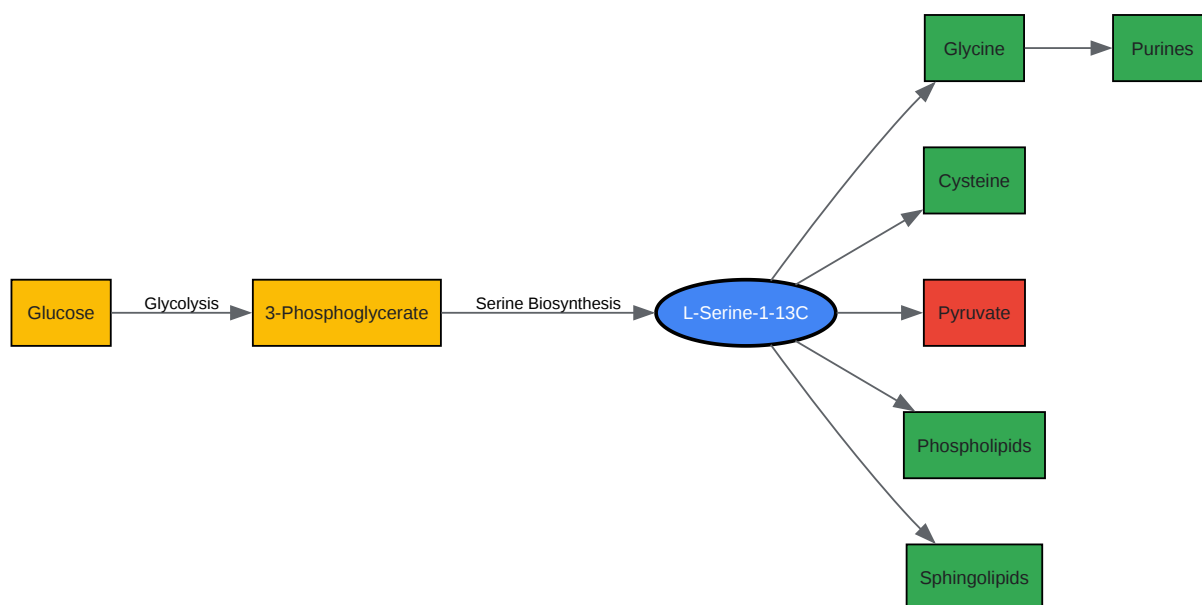 Glycine
Purines
Cysteine
Glucose
Glycolysis
3-Phosphoglycerate
Serine Biosynthesis
L-Serine-1-13C
Pyruvate
Phospholipids
Sphingolipids